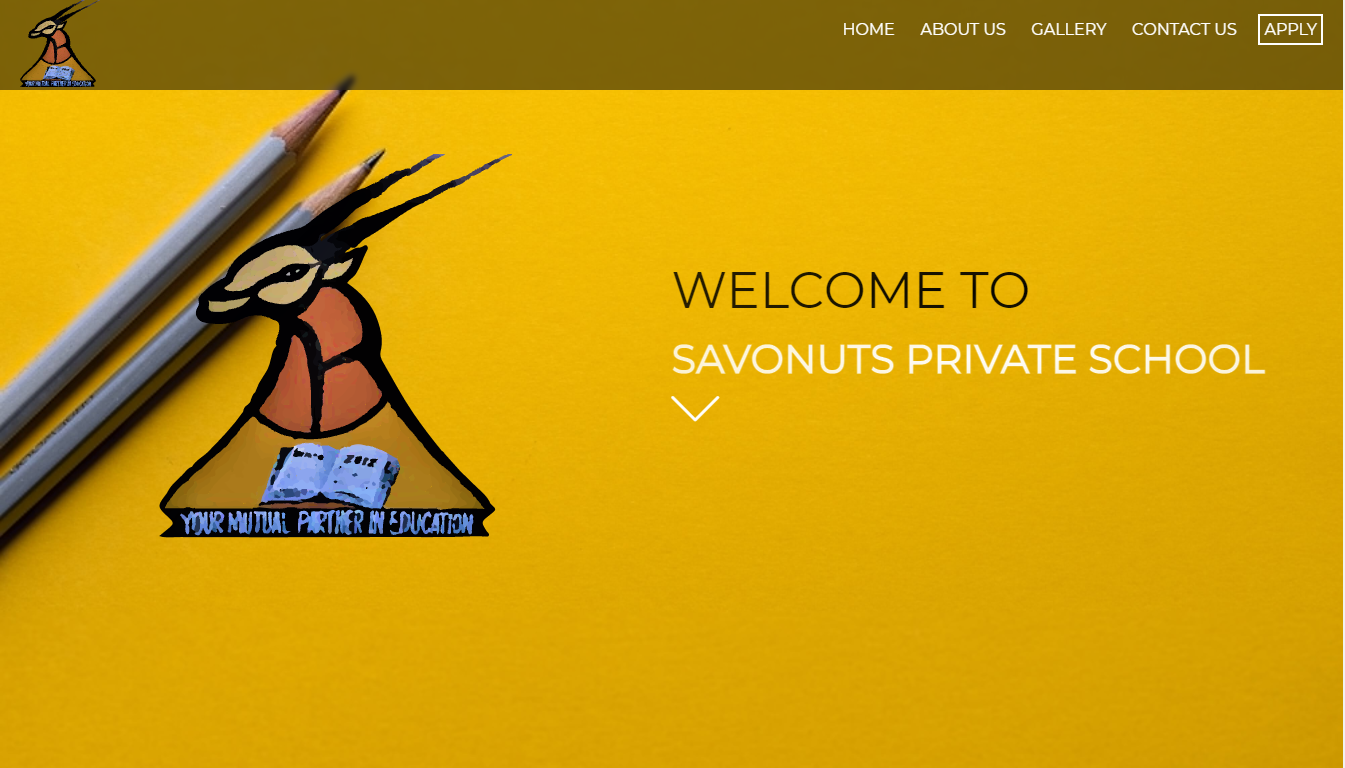 HOME ABOUT US GALLERY CONTACT US APPLY
YOUR MUTUAL PARTNER IN EDUCATION
WELCOME TO
SAVONUTS PRIVATE SCHOOL
YOUR MUTUAL PARTNER IN EDUCATION